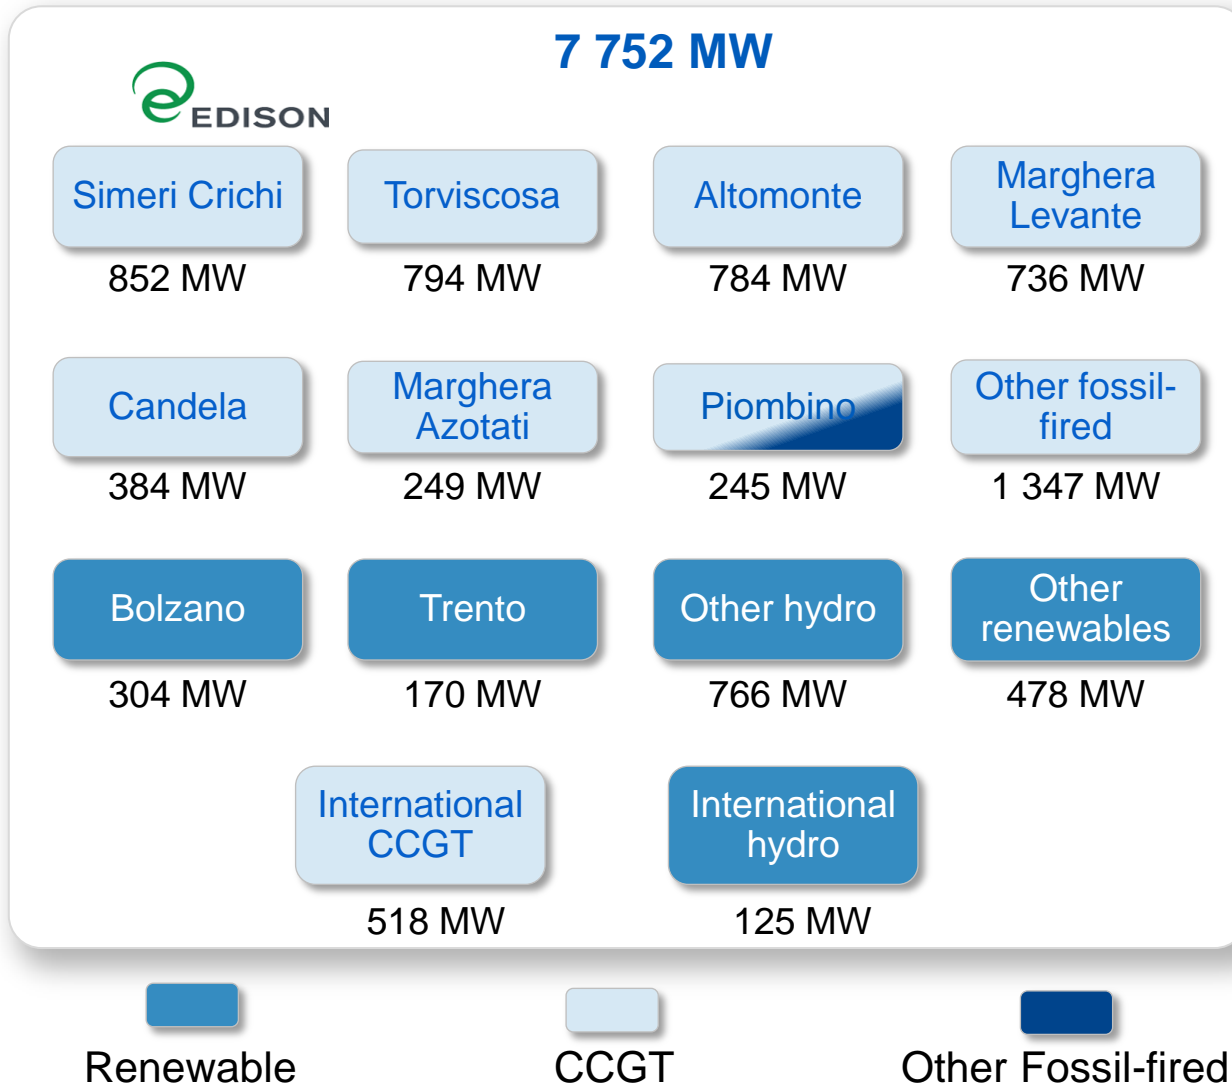 7 752 MW
EDISON
Simeri Crichi
Torviscosa
Altomonte
Marghera
Levante
852 MW
794 MW
784 MW
736 MW
Candela
Marghera
Azotati
Piombino
Other fossil-
fired
384 MW
249 MW
245 MW
1 347 MW
Bolzano
Trento
Other hydro
Other
renewables
304 MW
170 MW
766 MW
478 MW
International
CCGT
International
hydro
518 MW
125 MW
Renewable
CCGT
Other Fossil-fired